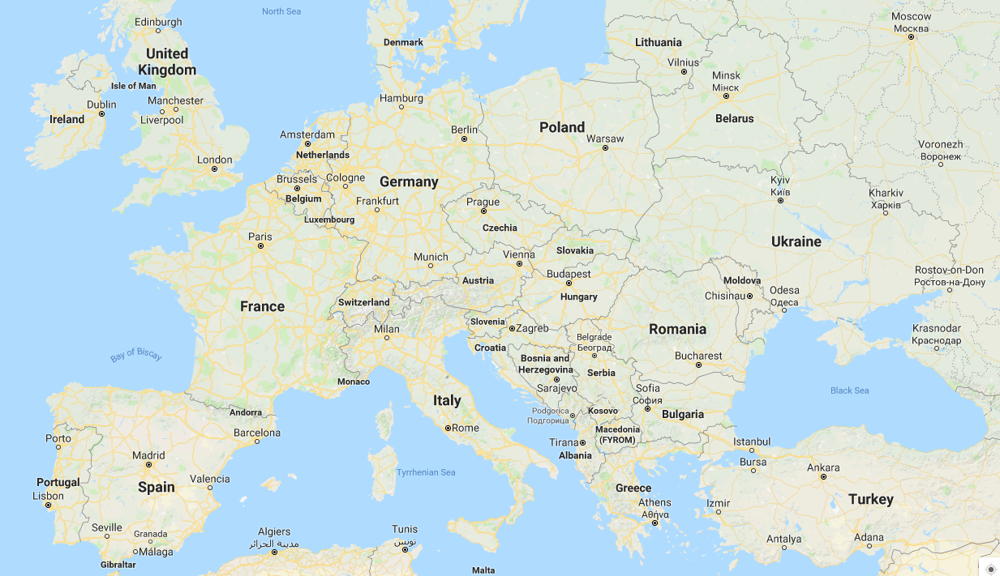 North Sea
Edinburgh
Moscow
Москва
Denmark
Lithuania
United
Kingdom
Vilnius
Minsk
Мінск
Isle of Man
Manchester
Hamburg
Dublin
Ireland
Liverpool
Belarus
Poland
Berlin
Amsterdam
Warsaw
Voronezh
Воронеж
Netherlands
London
Brussels
Cologne
Germany
Kyiv
Київ
Belgium
Frankfurt
Prague
Kharkiv
Харків
Luxembourg
Czechia
Paris
Ukraine
Slovakia
Munich
Vienna
Rostov-on-Don
Ростов-на-Дону
Budapest
Austria
Moldova
Hungary
Chisinau
Odesa
Одеса
Switzerland
France
Slovenia
Milan
Zagreb
Romania
Krasnodar
Краснодар
Belgrade
Београд
Croatia
Bay of Biscay
Bosnia and
Herzegovina
Bucharest
Serbia
Monaco
Sarajevo
Sofia
София
Black Sea
Italy
Andorra
Podgorica
Подгорица
Kosovo
Bulgaria
Barcelona
Rome
Macedonia
(FYROM)
Porto
Tirana
Istanbul
Madrid
Albania
Bursa
Ankara
Tyrrhenian Sea
Valencia
Portugal
Spain
Lisbon
Greece
Athens
Αθήνα
Izmir
Turkey
Seville
Granada
Algiers
مدينة الجزائر
Tunis
تونس
Antalya
Adana
Málaga
Gibraltar
Malta